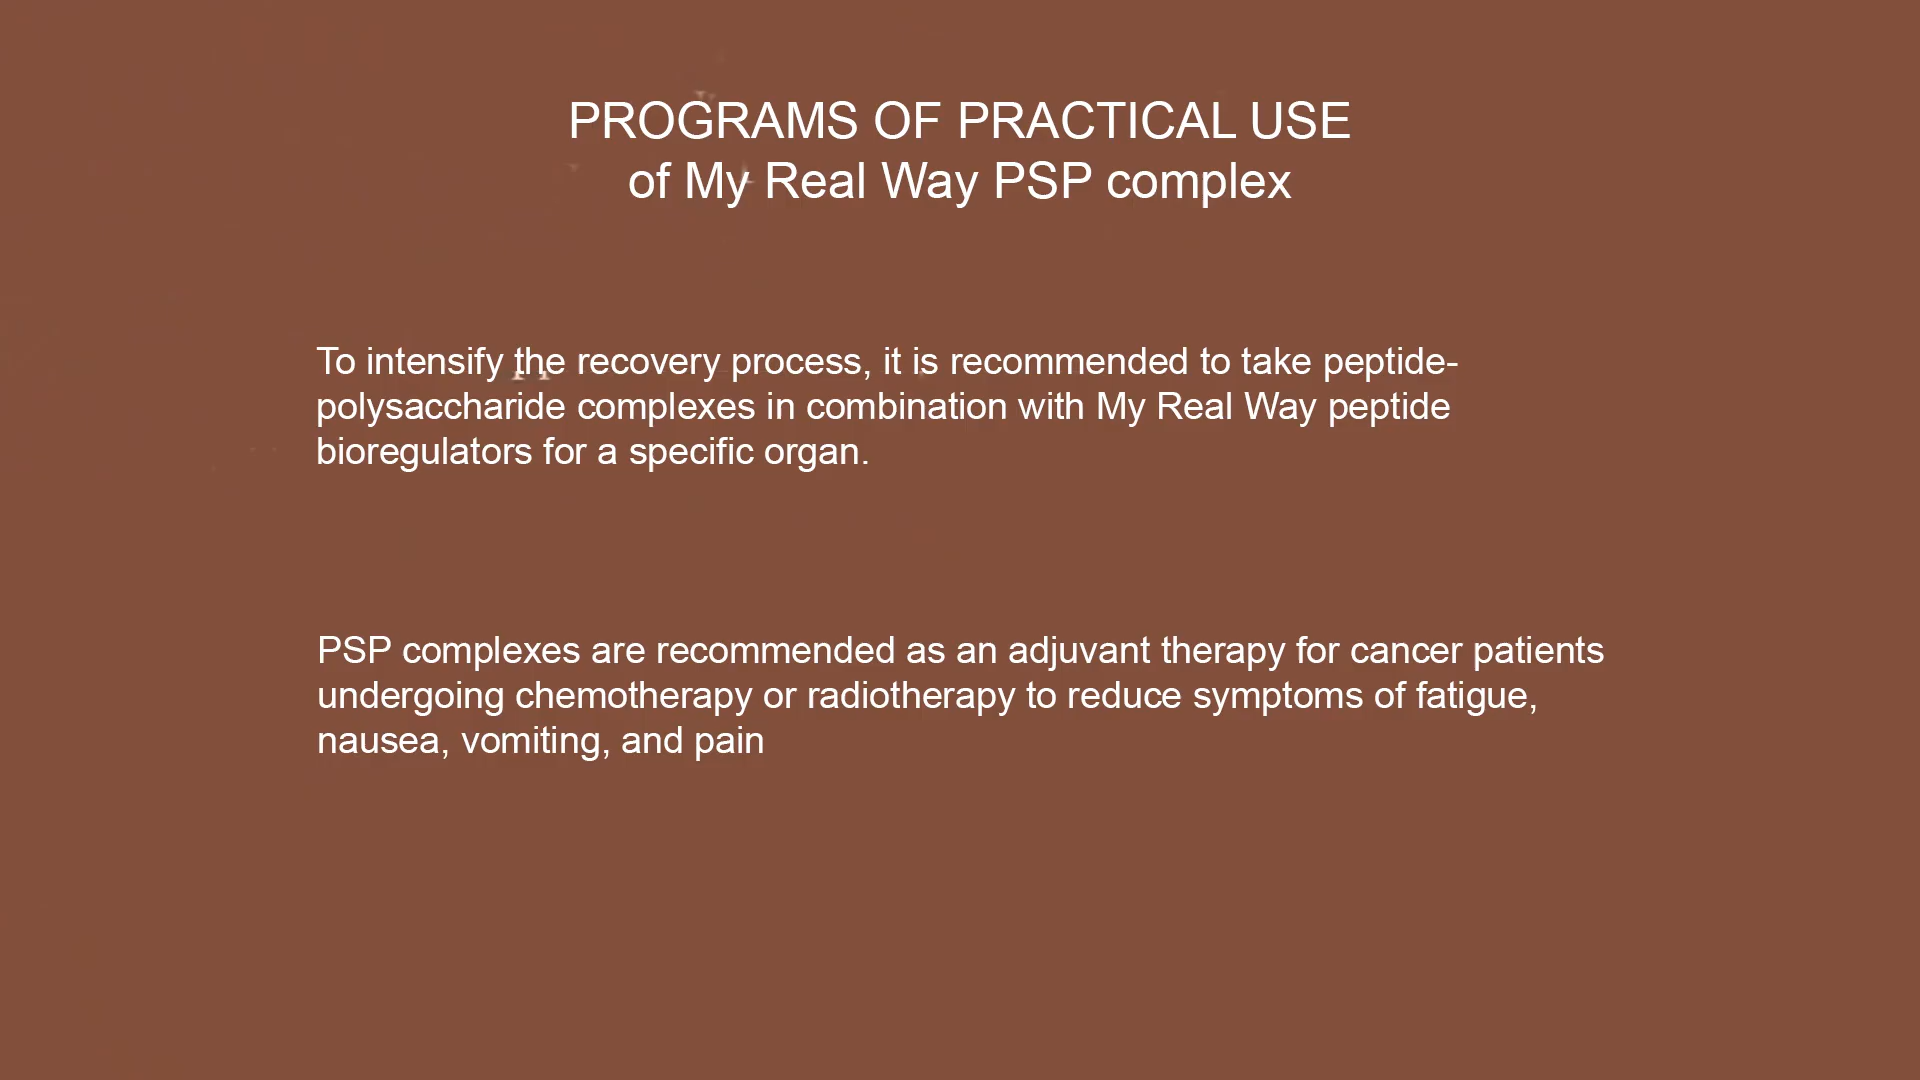 PROGRAMS OF PRACTICAL USE
of My Real Way PSP complex
To intensify the recovery process, it is recommended to take peptide-
polysaccharide complexes in combination with My Real Way peptide
bioregulators for a specific organ.
PSP complexes are recommended as an adjuvant therapy for cancer patients
undergoing chemotherapy or radiotherapy to reduce symptoms of fatigue,
nausea, vomiting, and pain